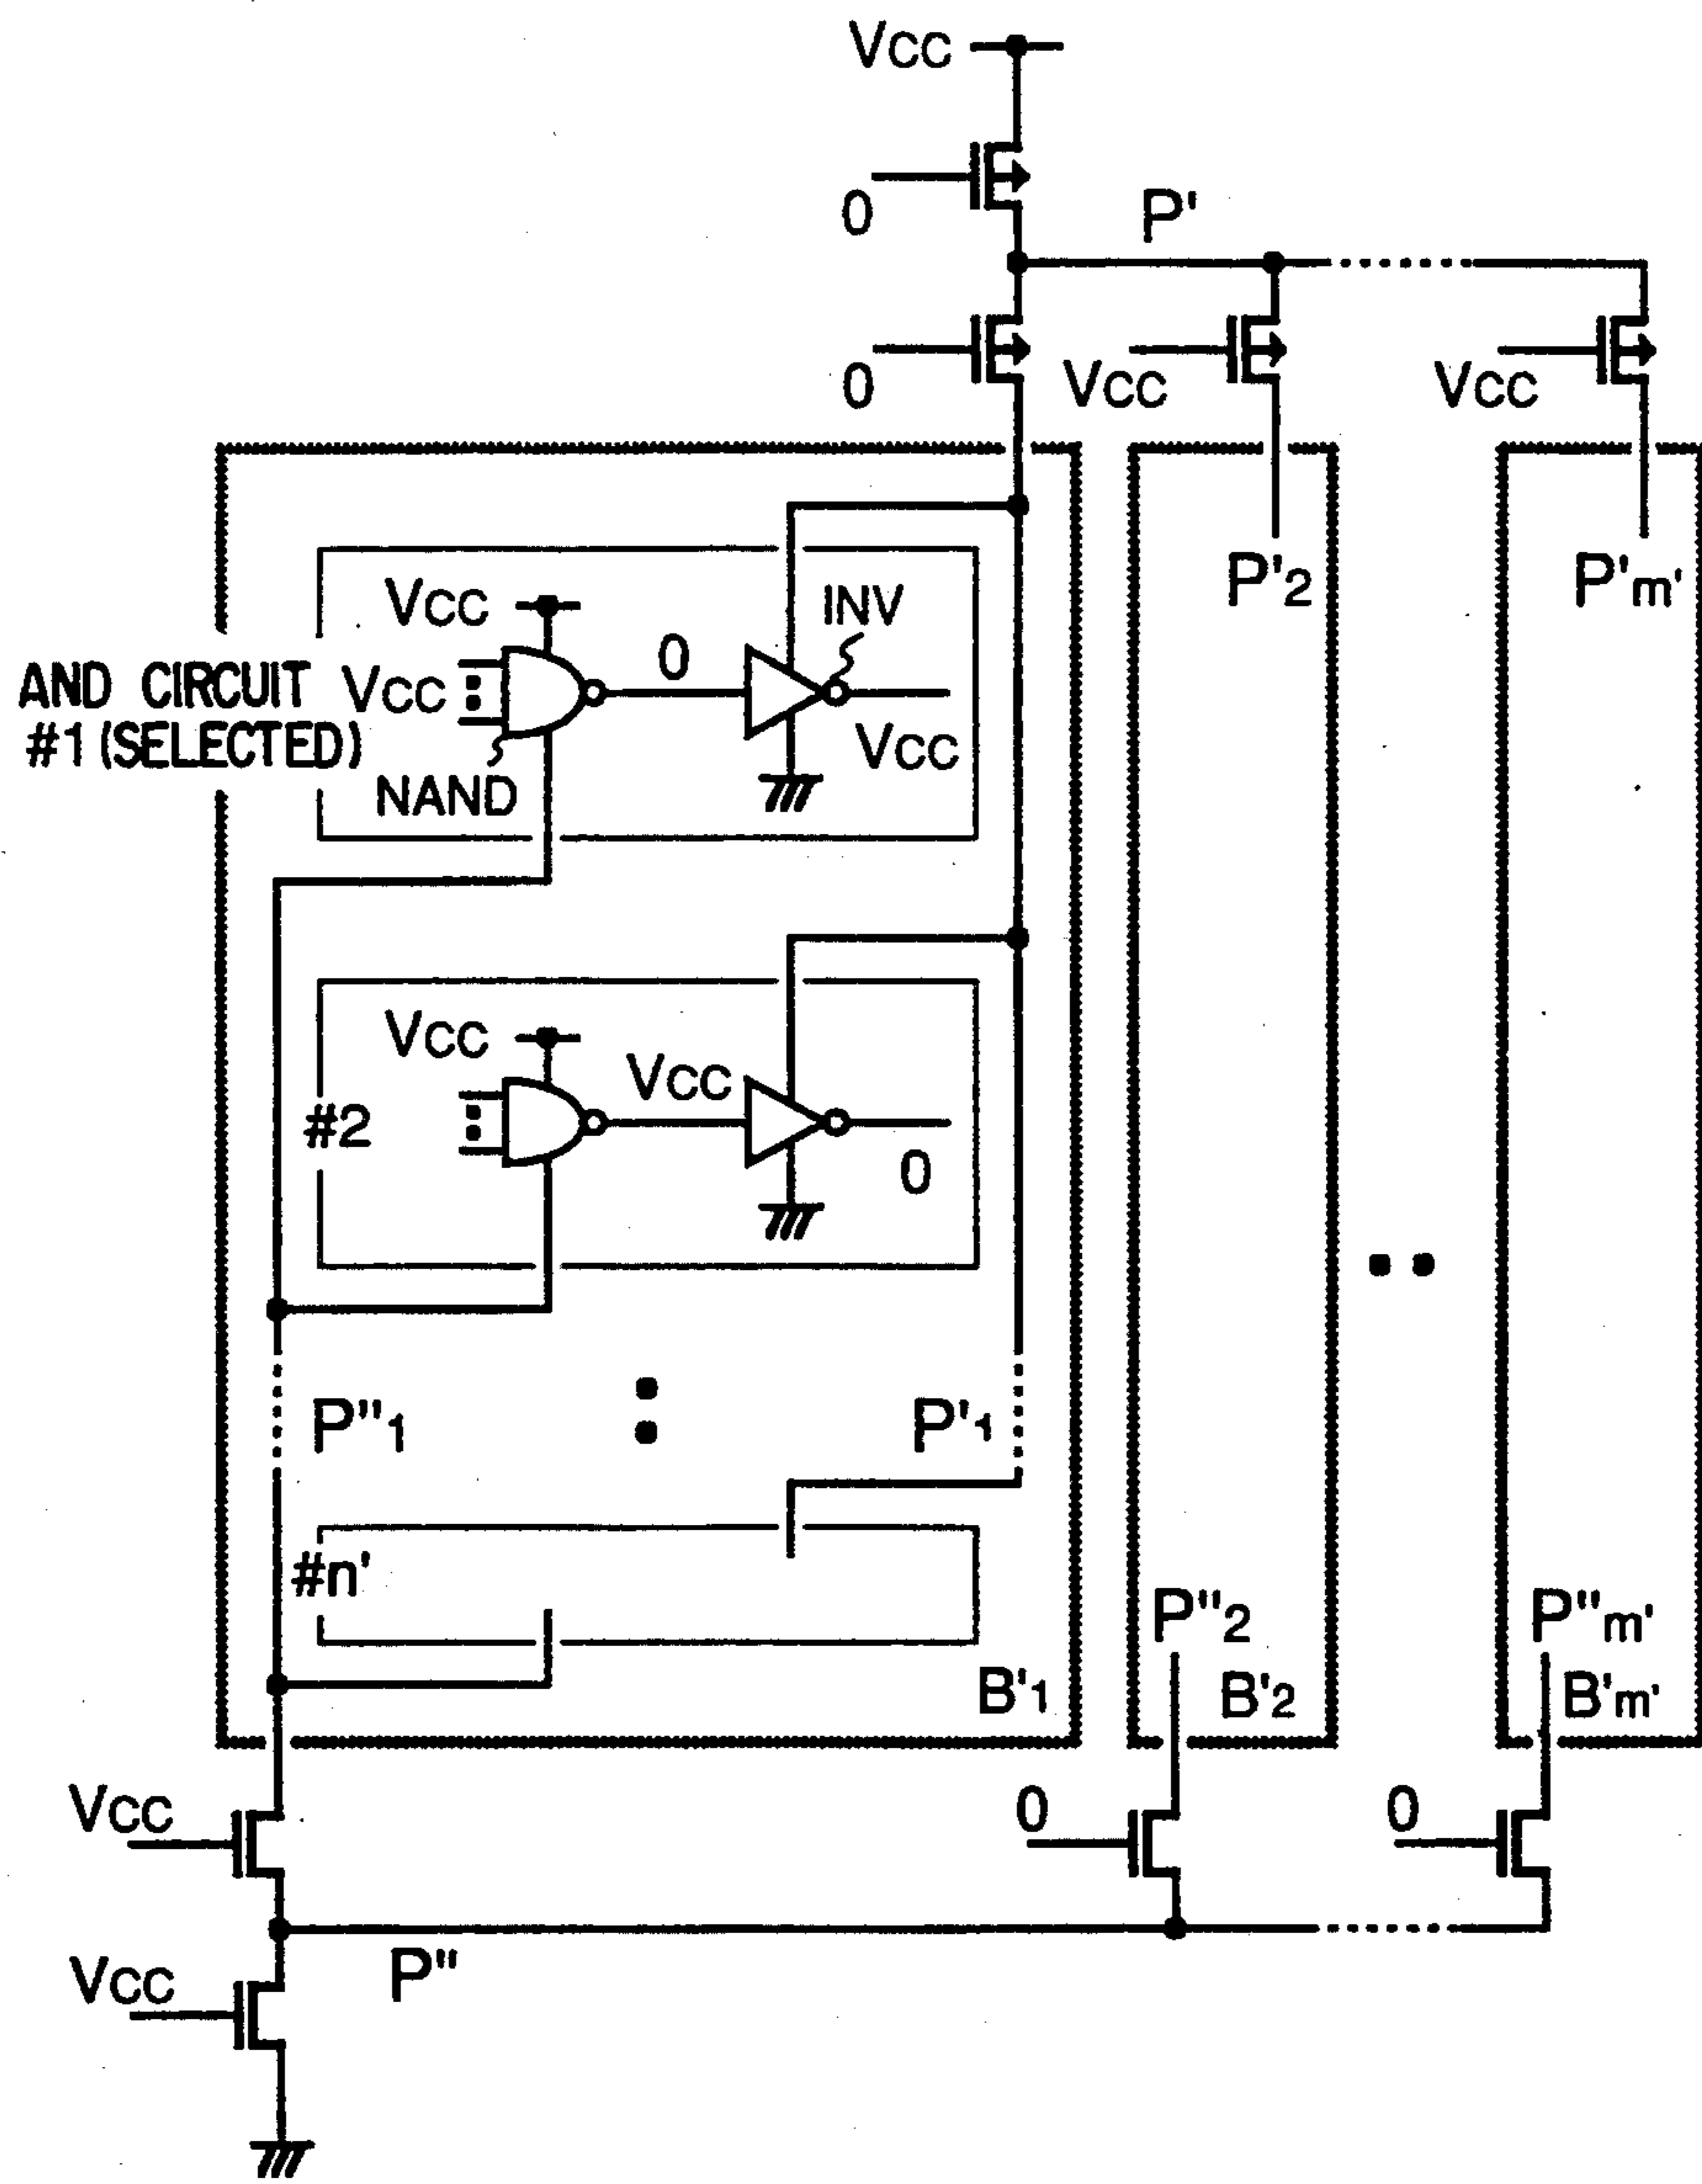 VCC
0
P'
0
VCC
VCC
P'2
P'm'
VCC
INV
0
AND CIRCUIT
#1 (SELECTED)
VCC
VCC
NAND
VCC
VCC
#2
0
P"1
P'1
#n'
P"2
P"m'
B'1
B'2
B'm'
VCC
0
0
P"
VCC